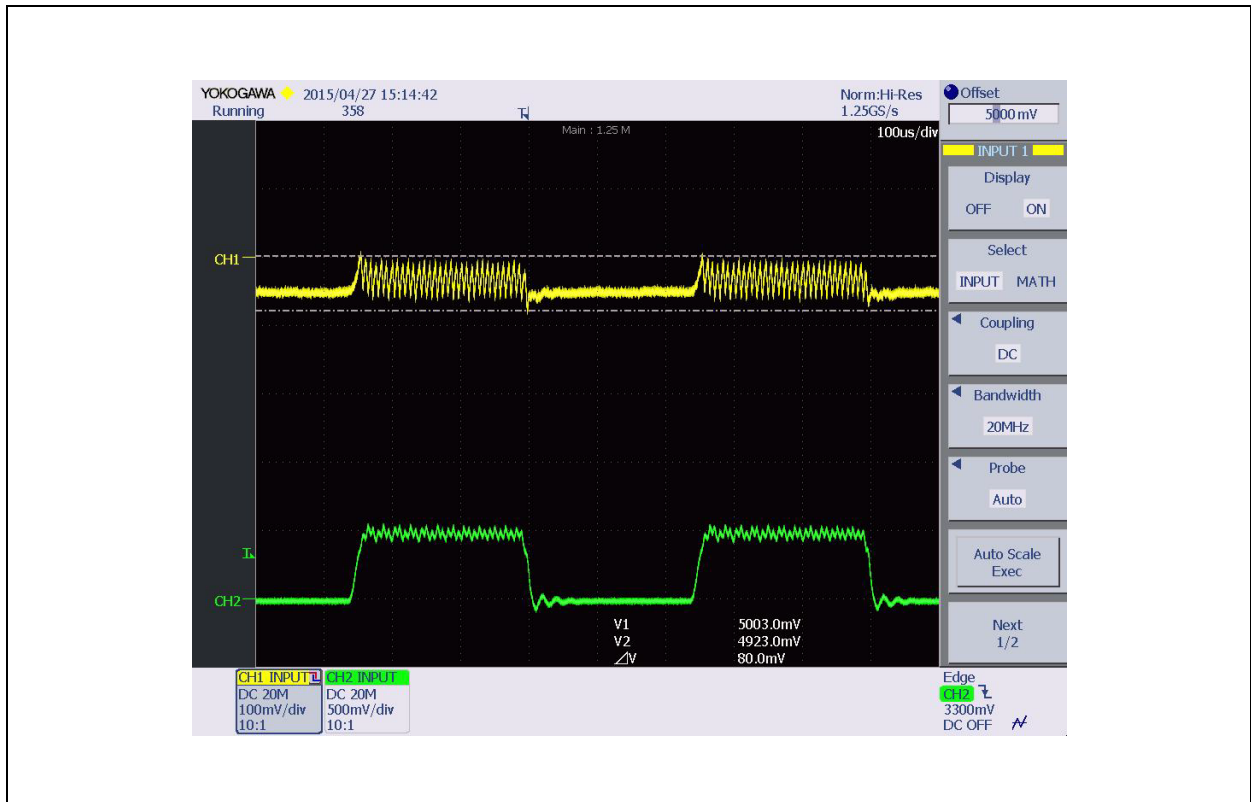 YOKOGAWA 2015/04/27 15:14:42 Norm:Hi-Res
Running 358 1.25GS/s
T
Main : 1.25 M 100us/div
CH1
T
CH2
V1 5003.0mV
V2 4923.0mV
⊿V 80.0mV
Offset
5000 mV
INPUT 1
Display
OFF ON
Select
INPUT MATH
Coupling
DC
Bandwidth
20MHz
Probe
Auto
Auto Scale
Exec
Next
1/2
CH1 INPUT CH2 INPUT
DC 20M DC 20M
100mV/div 500mV/div
10:1 10:1
Edge
CH2
3300mV
DC OFF